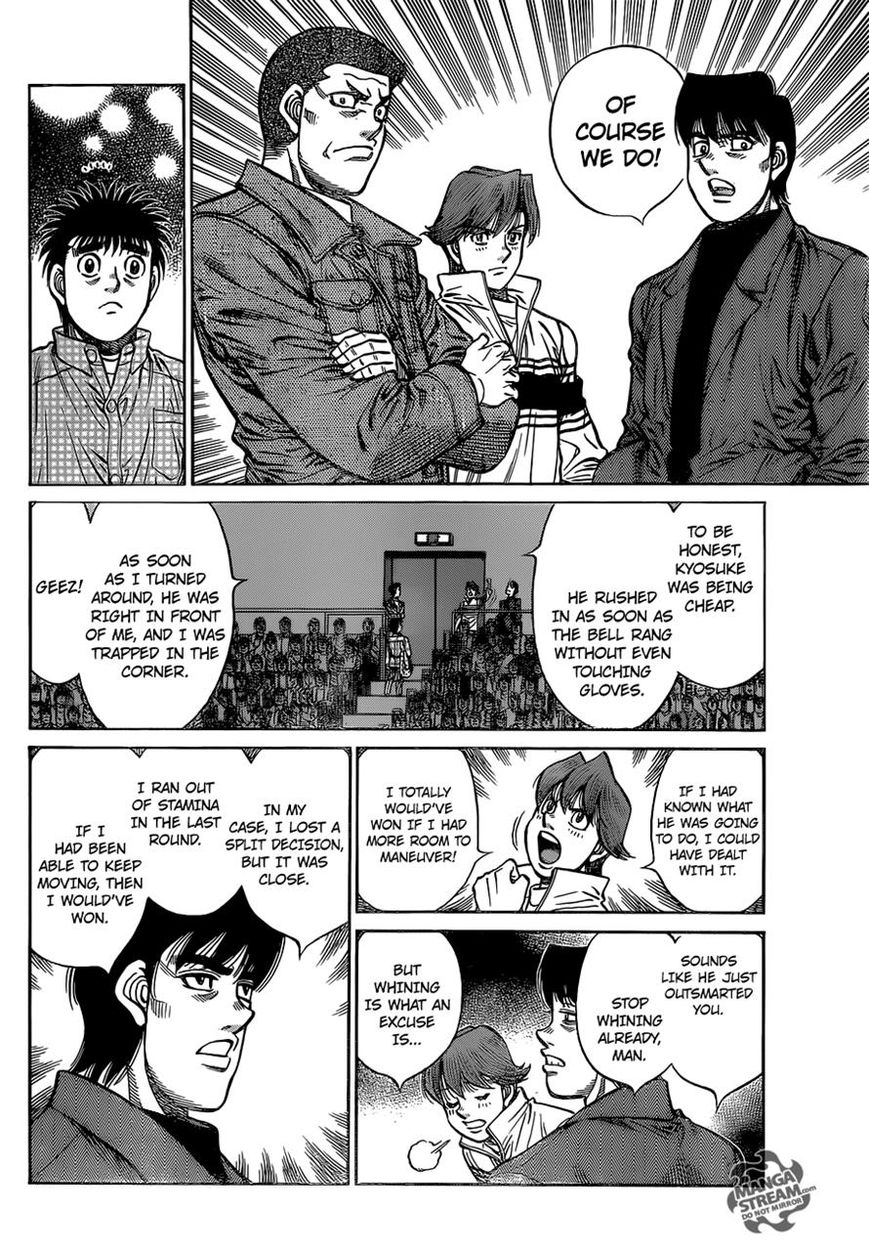 OF
COURSE
WE DO!
TO BE
HONEST,
KYOSUKE
WAS BEING
CHEAP.
HE RUSHED
IN AS SOON AS
THE BELL RANG
WITHOUT EVEN
TOUCHING
GLOVES.
AS SOON
AS I TURNED
AROUND, HE WAS
RIGHT IN FRONT
OF ME, AND I WAS
TRAPPED IN THE
CORNER.
GEEZ!
IF I HAD
KNOWN WHAT
HE WAS GOING
TO DO, I COULD
HAVE DEALT
WITH IT.
I TOTALLY
WOULD'VE
WON IF I HAD
MORE ROOM TO
MANEUVER!
SOUNDS
LIKE HE JUST
OUTSMARTED
YOU.
STOP
WHINING
ALREADY,
MAN.
BUT
WHINING
IS WHAT AN
EXCUSE
IS...
IN MY
CASE, I LOST A
SPLIT DECISION,
BUT IT WAS
CLOSE.
I RAN OUT
OF STAMINA
IN THE LAST
ROUND.
IF I
HAD BEEN
ABLE TO KEEP
MOVING, THEN
I WOULD'VE
WON.
MANGA
STREAM.com
DO NOT MIRROR